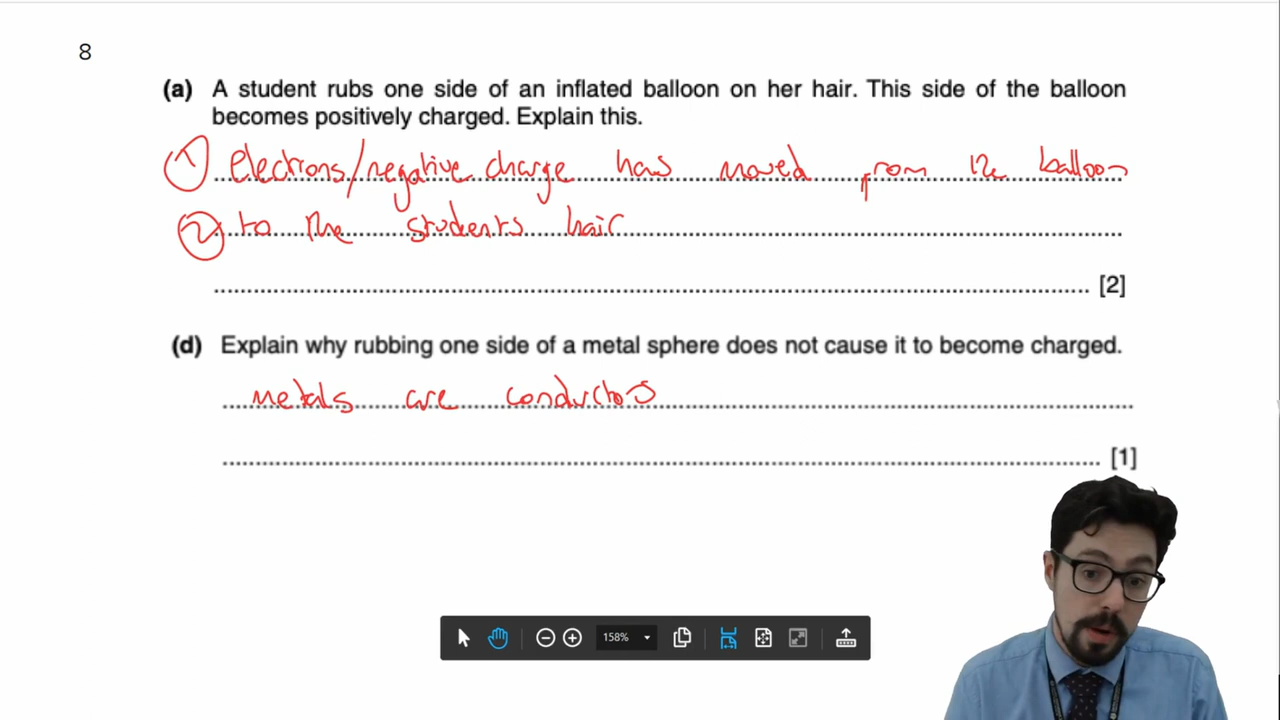 8
(a) A student rubs one side of an inflated balloon on her hair. This side of the balloon
becomes positively charged. Explain this.
① electrons/negative charge has moved from the balloon
② to the students hair
[2]
(d) Explain why rubbing one side of a metal sphere does not cause it to become charged.
metals are conductors
[1]
158%